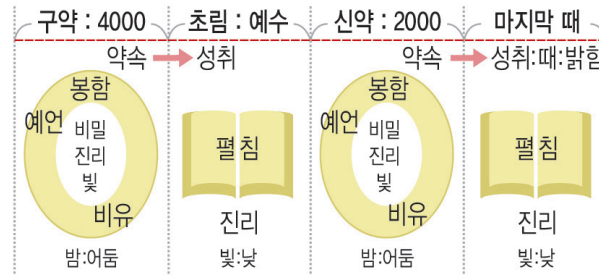 구약 : 4000 초림 : 예수 신약 : 2000 마지막 때
약속 성취 약속 성취:때:밝힘
봉함 봉함
예언 예언
비밀 비밀
진리 펼침 진리 펼침
빛 빛
비유 비유
진리 진리
밤:어둠 빛:낮 밤:어둠 빛:낮